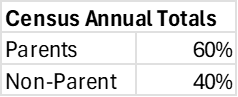 Census Annual Totals
Parents 60%
Non-Parent 40%